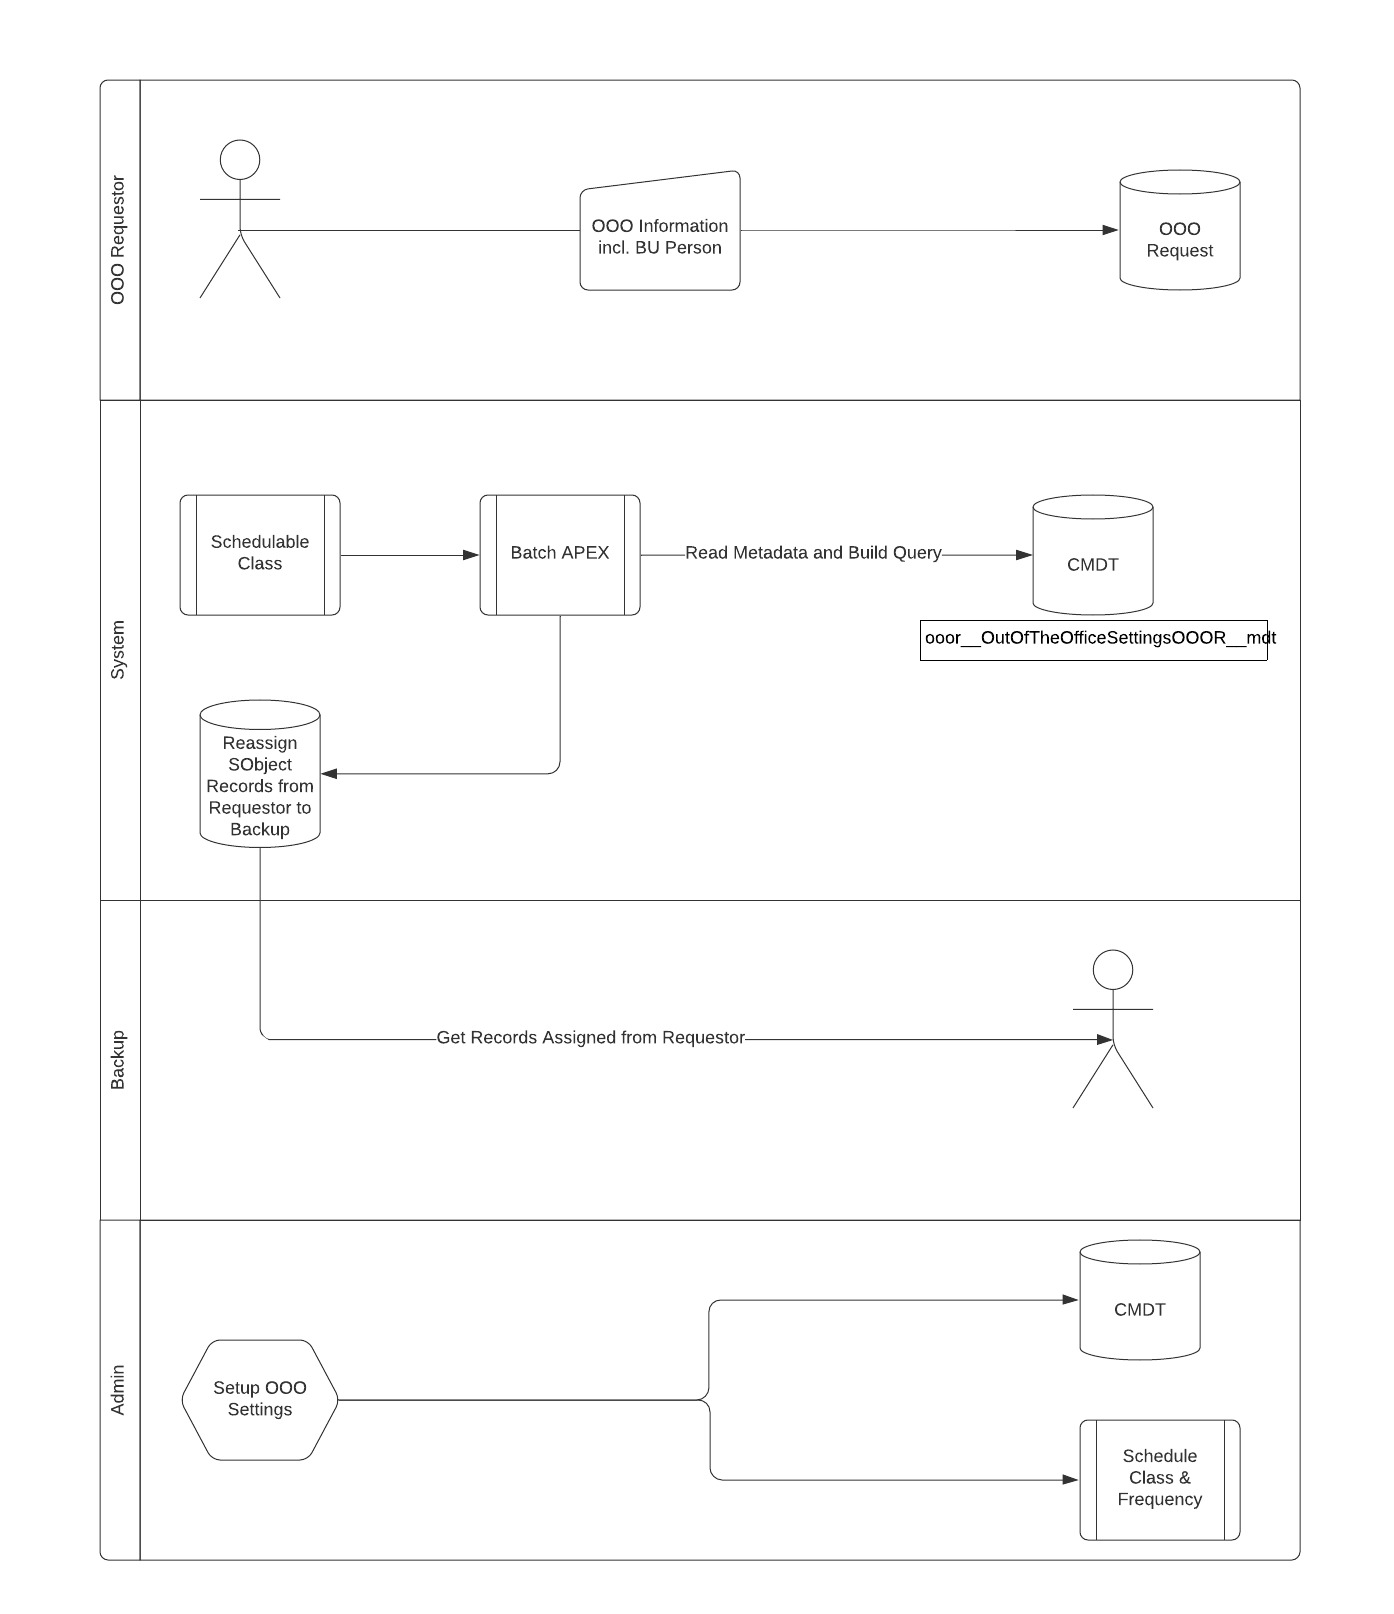 OOO Requestor
OOO Information
incl. BU Person
OOO
Request
System
Schedulable
Class
Batch APEX
Read Metadata and Build Query
CMDT
ooor__OutOfTheOfficeSettingsOOOR__mdt
Reassign
SObject
Records from
Requestor to
Backup
Backup
Get Records Assigned from Requestor
Admin
Setup OOO
Settings
CMDT
Schedule
Class &
Frequency